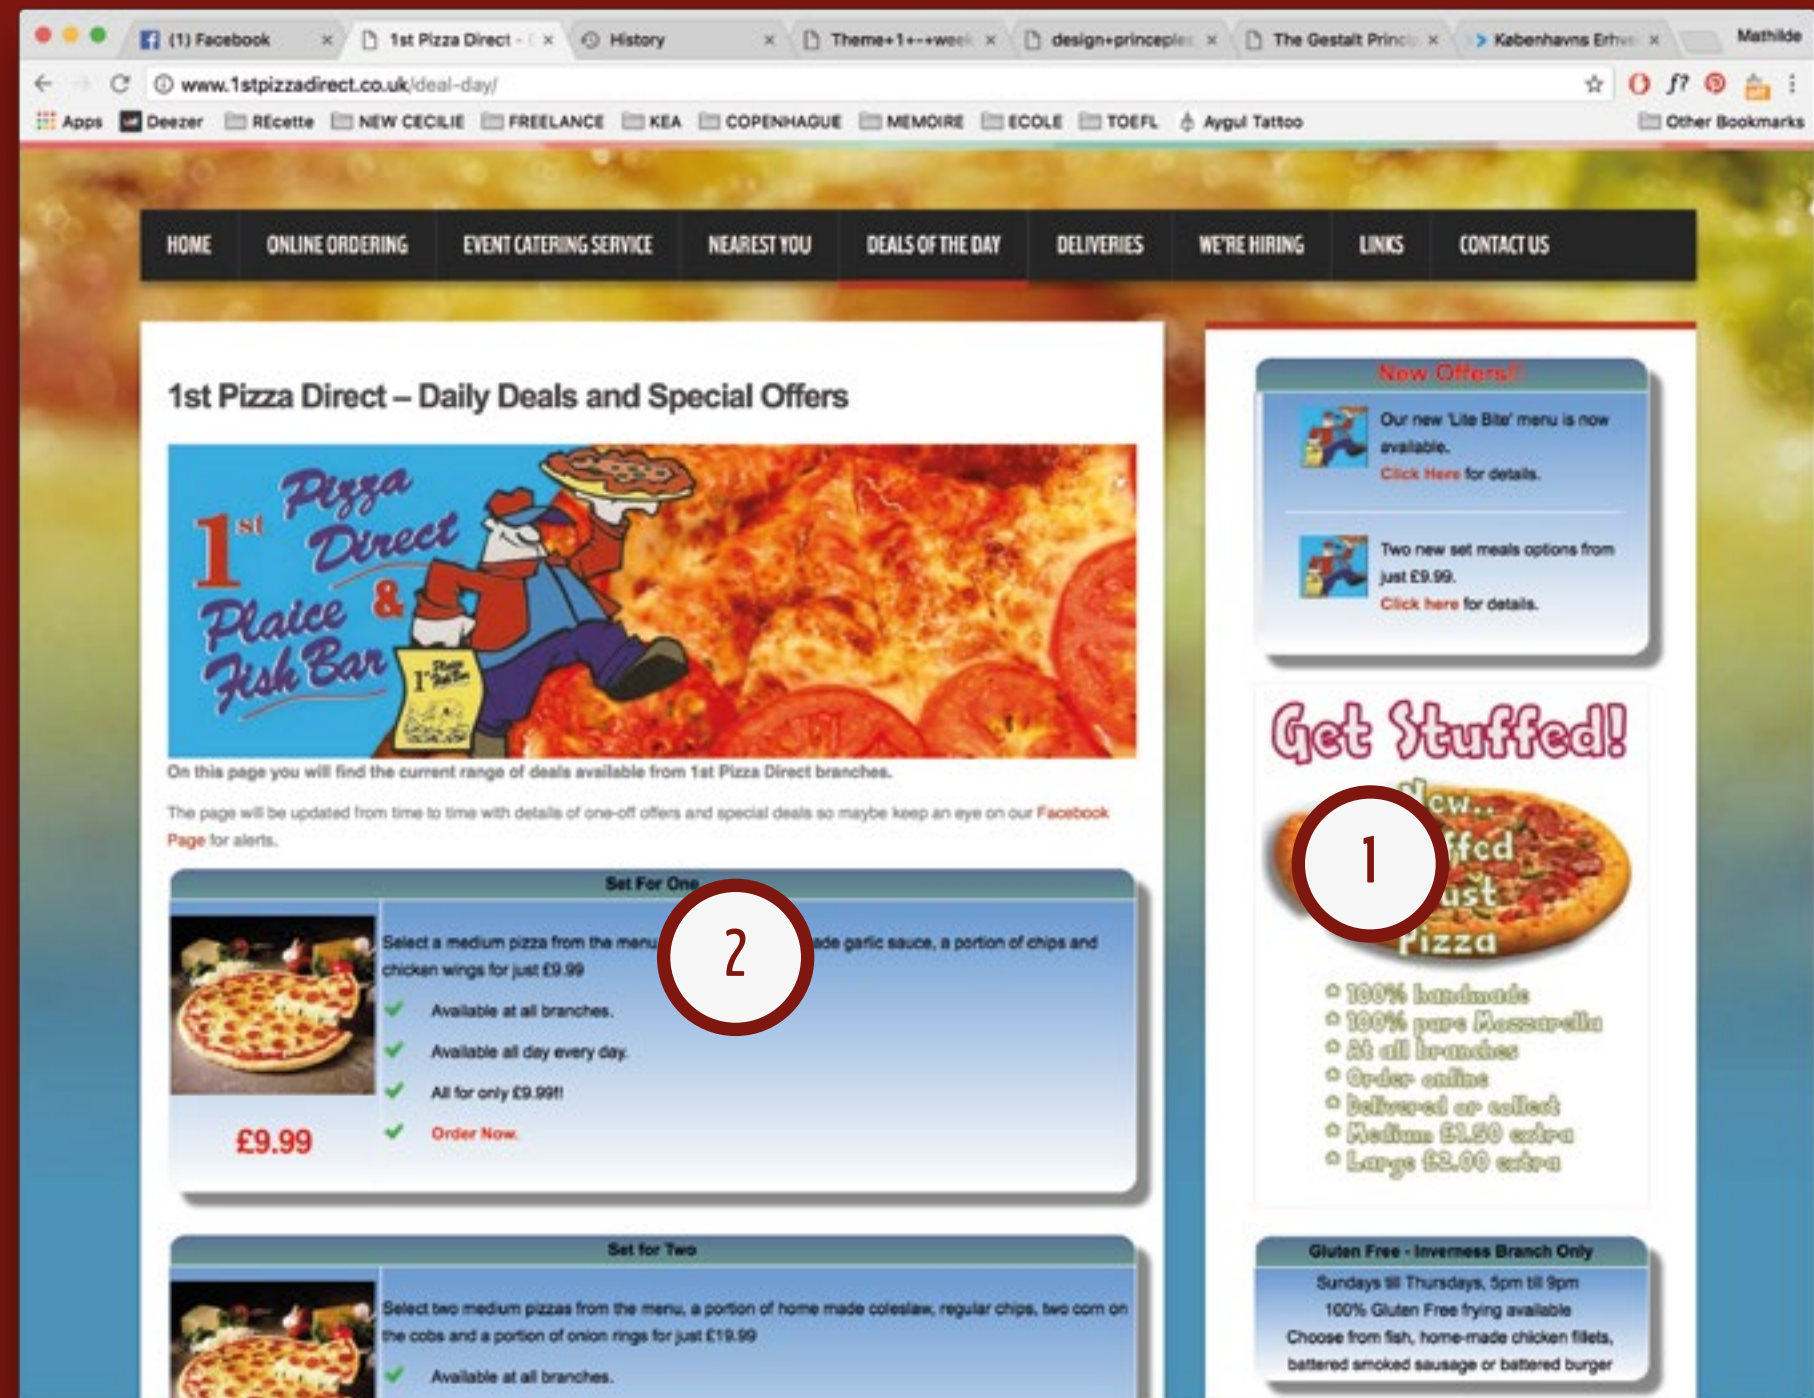 (1) Facebook
1st Pizza Direct -
History
Theme+1+-+week
design+princeples
The Gestalt Princip
Københavns Erhv
Mathilde
www.1stpizzadirect.co.uk/deal-day/
f?
off
Apps
Deezer
REcette
NEW CECILIE
FREELANCE
KEA
COPENHAGUE
MEMOIRE
ECOLE
TOEFL
Aygul Tattoo
Other Bookmarks
HOME
ONLINE ORDERING
EVENT CATERING SERVICE
NEAREST YOU
DEALS OF THE DAY
DELIVERIES
WE'RE HIRING
LINKS
CONTACT US
1st Pizza Direct – Daily Deals and Special Offers
1st Pizza
Direct
&
Plaice
Fish Bar
1st Plaice
Fish Bar
On this page you will find the current range of deals available from 1st Pizza Direct branches.
The page will be updated from time to time with details of one-off offers and special deals so maybe keep an eye on our Facebook
Page for alerts.
Set For One
Select a medium pizza from the menu
ade garlic sauce, a portion of chips and
chicken wings for just £9.99
Available at all branches.
Available all day every day.
All for only £9.99!!
Order Now.
£9.99
2
Set for Two
Select two medium pizzas from the menu, a portion of home made coleslaw, regular chips, two corn on
the cobs and a portion of onion rings for just £19.99
Available at all branches.
New Offers!!
Our new 'Lite Bite' menu is now
available.
Click Here for details.
Two new set meals options from
just £9.99.
Click here for details.
Get Stuffed!
New..
ffed
ust
Pizza
1
100% handmade
100% pure Mozzarella
At all branches
Order online
Delivered or collect
Medium £1.50 extra
Large £2.00 extra
Gluten Free - Inverness Branch Only
Sundays till Thursdays, 5pm till 9pm
100% Gluten Free frying available
Choose from fish, home-made chicken fillets,
battered smoked sausage or battered burger